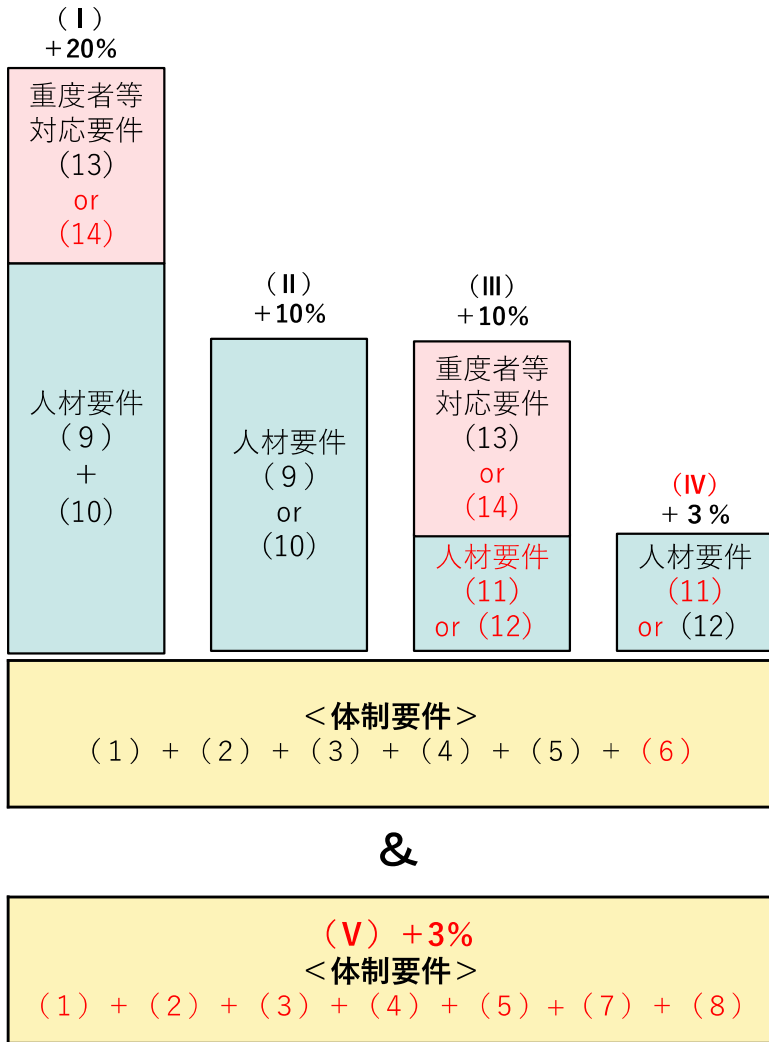 （Ⅰ）
+20%
重度者等
対応要件
（13）
or
（14）
人材要件
（９）
+
（10）
（Ⅱ）
+10%
人材要件
（９）
or
（10）
（Ⅲ）
+10%
重度者等
対応要件
（13）
or
（14）
人材要件
（11）
or（12）
（Ⅳ）
+３%
人材要件
（11）
or（12）
＜体制要件＞
（１）+（２）+（３）+（４）+（５）+（６）
&
（Ⅴ）+3%
＜体制要件＞
（１）+（２）+（３）+（４）+（５）+（７）+（８）